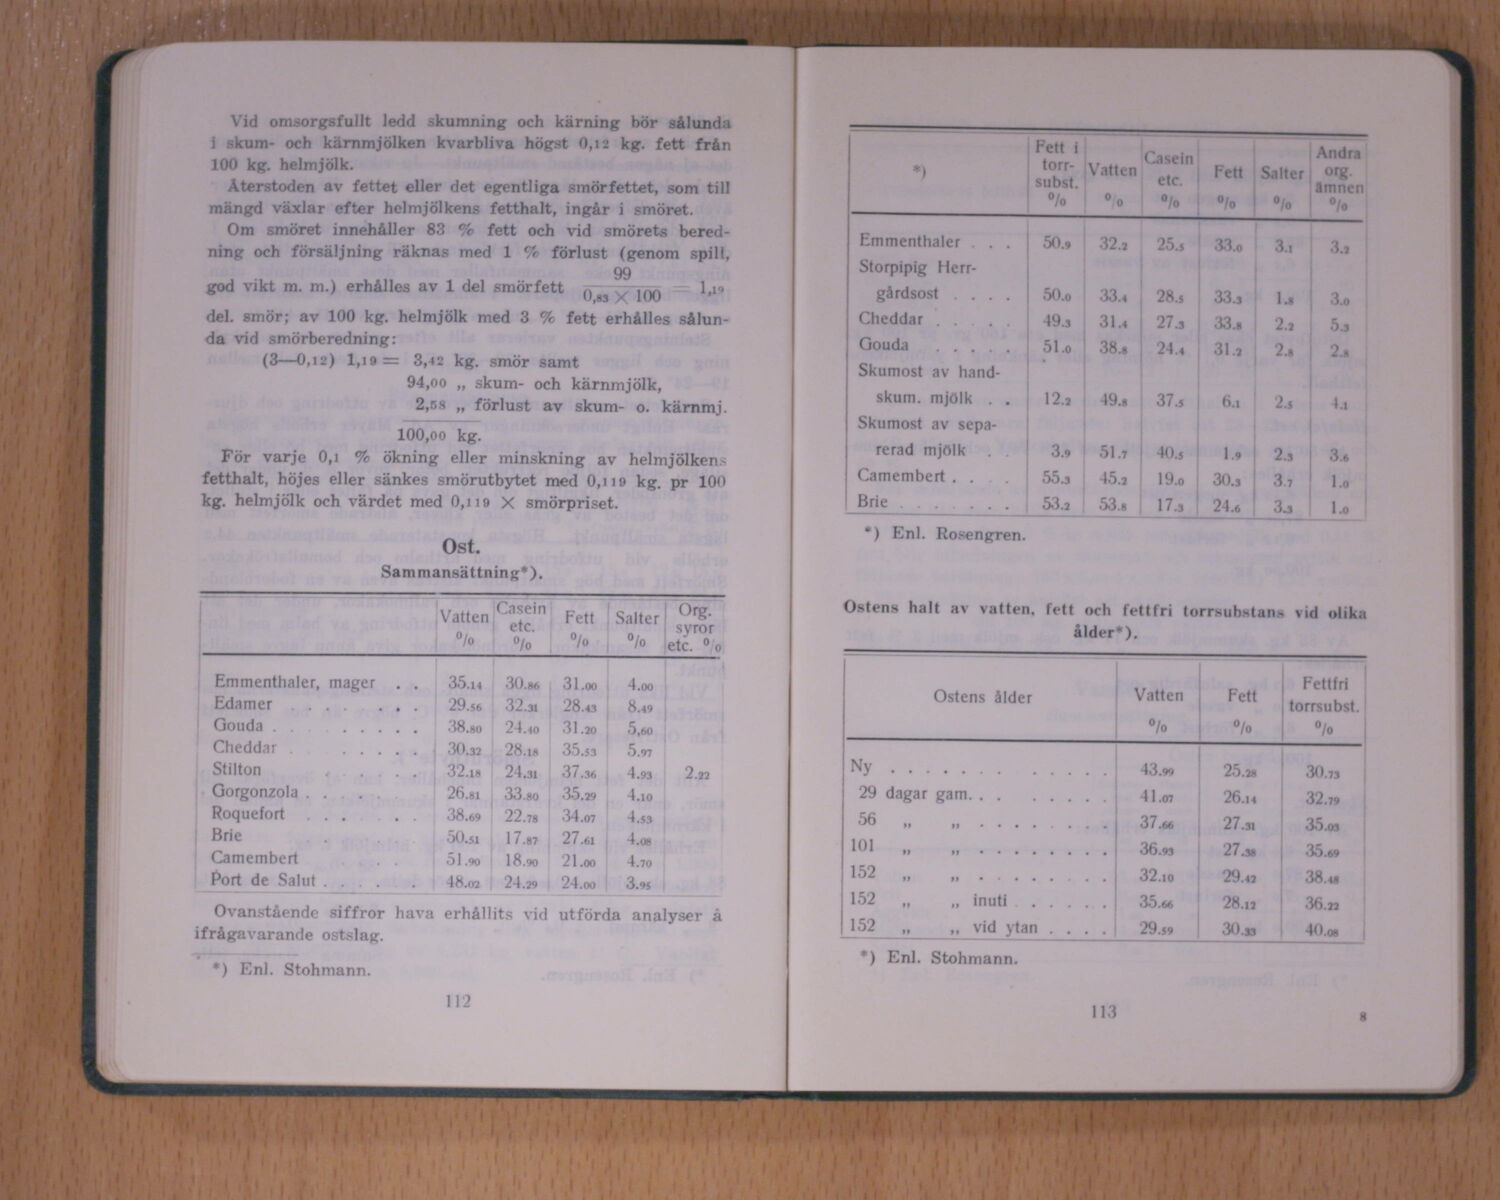 Vid omsorgsfullt ledd skumning och kärning bör sålunda
i skum- och kärnmjölken kvarbliva högst 0,12 kg. fett från
100 kg. helmjölk.
Återstoden av fettet eller det egentliga smörfettet, som till
mängd växlar efter helmjölkens fetthalt, ingår i smöret.
Om smöret innehåller 83 % fett och vid smörets bered-
ning och försäljning räknas med 1 % förlust (genom spill,
god vikt m. m.) erhålles av 1 del smörfett 99 / 0,83 × 100 = 1,19
del. smör; av 100 kg. helmjölk med 3 % fett erhålles sålun-
da vid smörberedning:
(3—0,12) 1,19 = 3,42 kg. smör samt
94,00 „ skum- och kärnmjölk,
2,58 „ förlust av skum- o. kärnmj.
100,00 kg.
För varje 0,1 % ökning eller minskning av helmjölkens
fetthalt, höjes eller sänkes smörutbytet med 0,119 kg. pr 100
kg. helmjölk och värdet med 0,119 × smörpriset.
Ost.
Sammansättning*).
Vatten % Casein etc. % Fett % Salter % Org. syror etc. %
Emmenthaler, mager . . 35.14 30.86 31.00 4.00
Edamer . . . . . . . 29.56 32.31 28.43 8.49
Gouda . . . . . . . . 38.80 24.40 31.20 5,60
Cheddar . . . . . . 30.32 28.18 35.53 5.97
Stilton . . . . . 32.18 24.31 37.36 4.93 2.22
Gorgonzola . . . . . . 26.81 33.80 35.29 4.10
Roquefort . . . . . 38.69 22.78 34.07 4.53
Brie . . . . 50.51 17.87 27.61 4.08
Camembert . . . . 51.90 18.90 21.00 4.70
Port de Salut . . . . . 48.02 24.29 24.00 3.95
Ovanstående siffror hava erhållits vid utförda analyser å
ifrågavarande ostslag.
*) Enl. Stohmann.
112
*) Fett i torr- subst. % Vatten % Casein etc. % Fett % Salter % Andra org. ämnen %
Emmenthaler . . . 50.9 32.2 25.5 33.0 3.1 3.2
Storpipig Herr-
gårdsost . . . . 50.0 33.4 28.5 33.3 1.8 3.0
Cheddar . . . . . 49.3 31.4 27.3 33.8 2.2 5.3
Gouda . . . . . 51.0 38.8 24.4 31.2 2.8 2.8
Skumost av hand-
skum. mjölk . . 12.2 49.8 37.5 6.1 2.5 4.1
Skumost av sepa-
rerad mjölk . . 3.9 51.7 40.5 1.9 2.3 3.6
Camembert . . . 55.3 45.2 19.0 30.3 3.7 1.0
Brie . . . . . . . 53.2 53.8 17.3 24.6 3.3 1.0
*) Enl. Rosengren.
Ostens halt av vatten, fett och fettfri torrsubstans vid olika
ålder*).
Ostens ålder Vatten % Fett % Fettfri torrsubst. %
Ny . . . . . . . . . . . 43.99 25.28 30.73
29 dagar gam. . . . . . . . 41.07 26.14 32.79
56 „ „ . . . . . . . 37.66 27.31 35.03
101 „ „ . . . . . . . 36.93 27.38 35.69
152 „ „ . . . . . . . 32.10 29.42 38.48
152 „ „ inuti . . . . . 35.66 28.12 36.22
152 „ „ vid ytan . . . . 29.59 30.33 40.08
*) Enl. Stohmann.
113
8